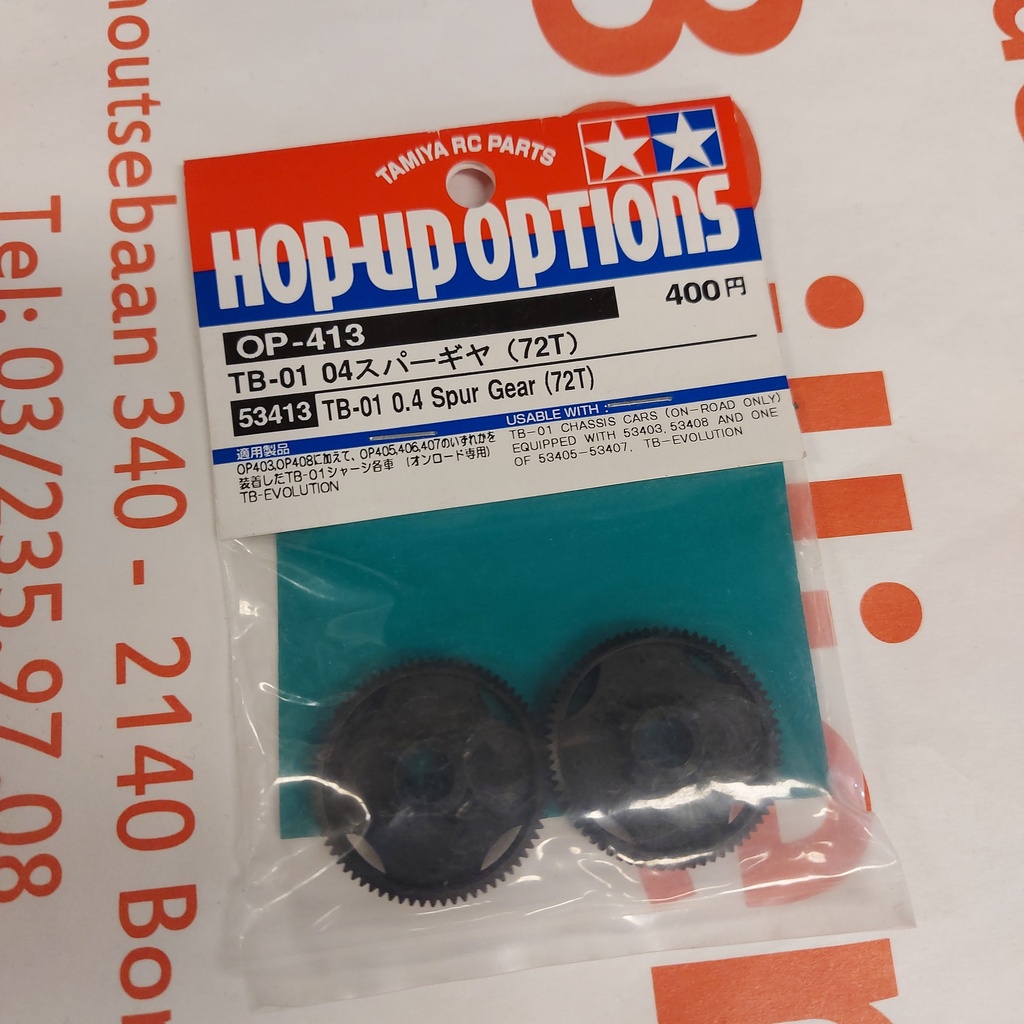 TAMIYA RC PARTS
HOP-UP OPTIONS
OP-413
400円
TB-01 04スパーギヤ (72T)
53413 TB-01 0.4 Spur Gear (72T)
適用製品
OP403,OP408に加えて、OP405,406,407のいずれかを
装着したTB-01シャーシ各車 (オンロード専用)
TB-EVOLUTION
USABLE WITH :
TB-01 CHASSIS CARS (ON-ROAD ONLY)
EQUIPPED WITH 53403, 53408 AND ONE
OF 53405-53407, TB-EVOLUTION
houtsebaan 340 - 2140 Bor
Tel: 03/235.97.08